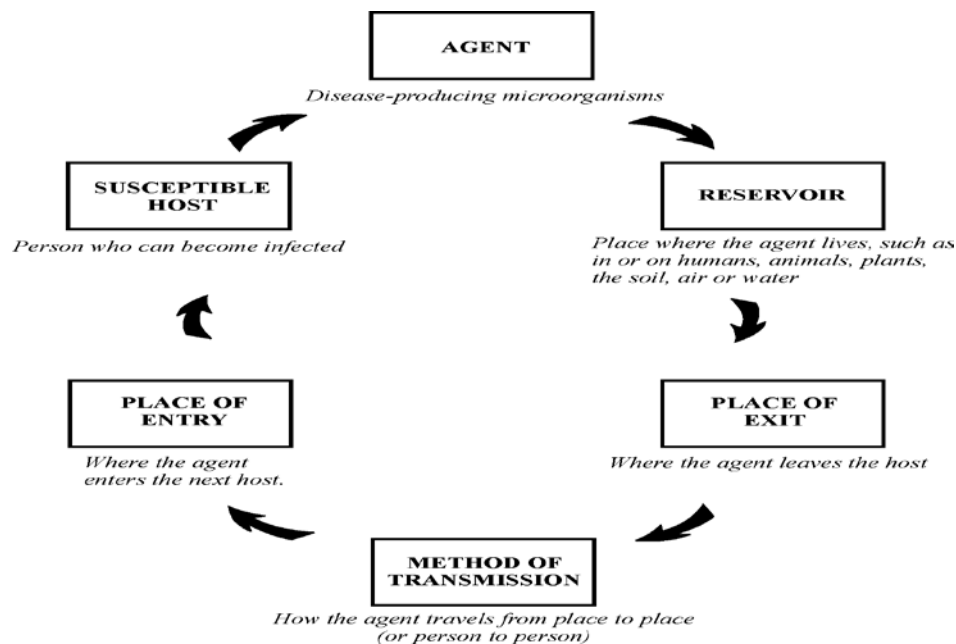 AGENT
Disease-producing microorganisms
RESERVOIR
Place where the agent lives, such as
in or on humans, animals, plants,
the soil, air or water
PLACE OF
EXIT
Where the agent leaves the host
METHOD OF
TRANSMISSION
How the agent travels from place to place
(or person to person)
PLACE OF
ENTRY
Where the agent
enters the next host.
SUSCEPTIBLE
HOST
Person who can become infected